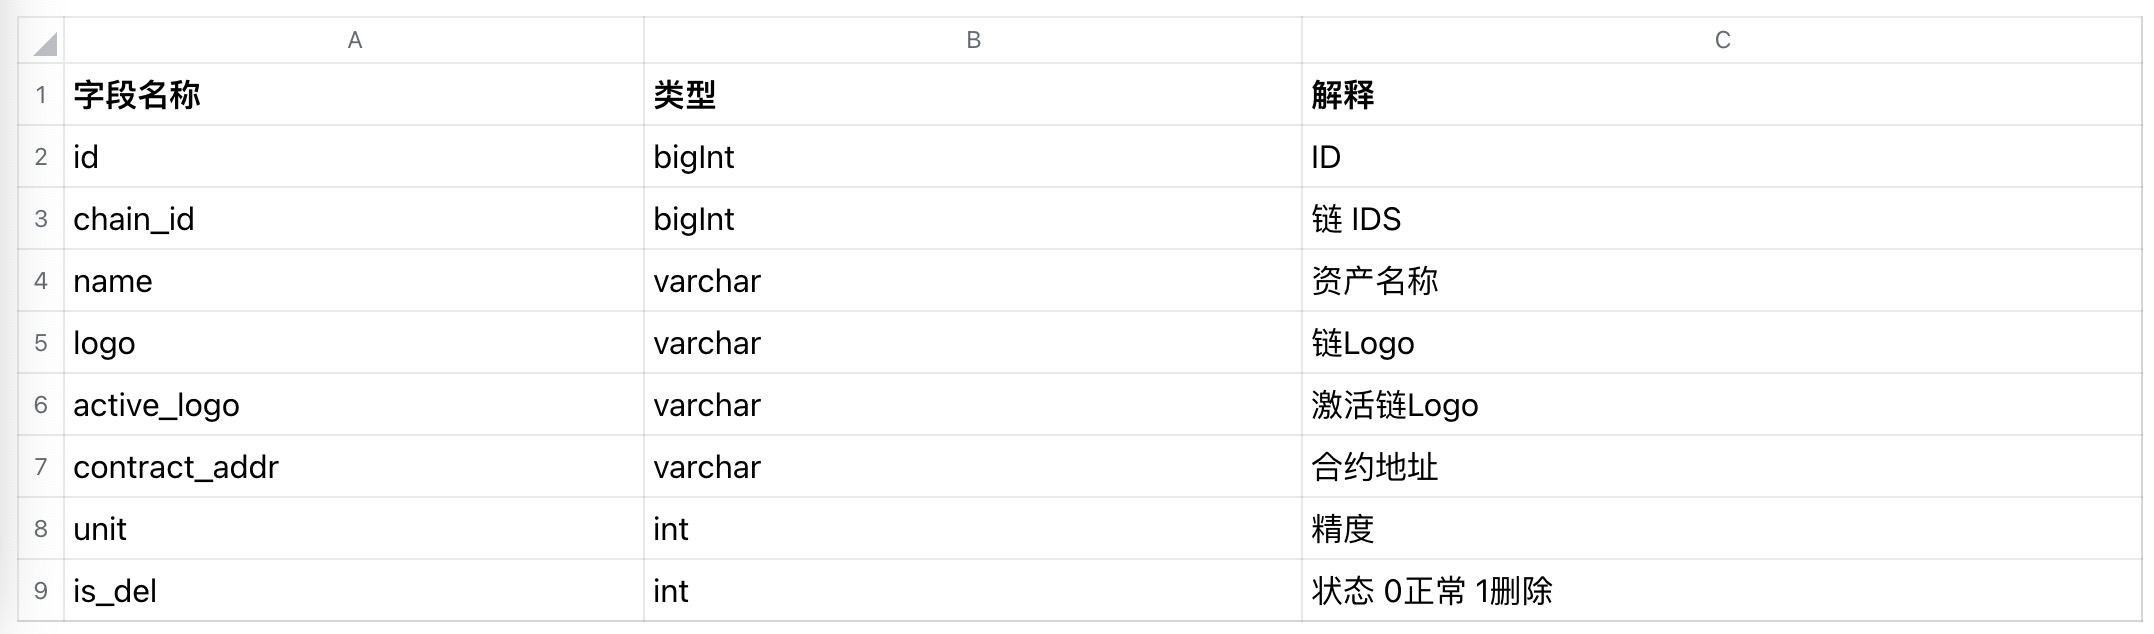 A B C
1 字段名称 类型 解释
2 id bigInt ID
3 chain_id bigInt 链 IDS
4 name varchar 资产名称
5 logo varchar 链Logo
6 active_logo varchar 激活链Logo
7 contract_addr varchar 合约地址
8 unit int 精度
9 is_del int 状态 0正常 1删除